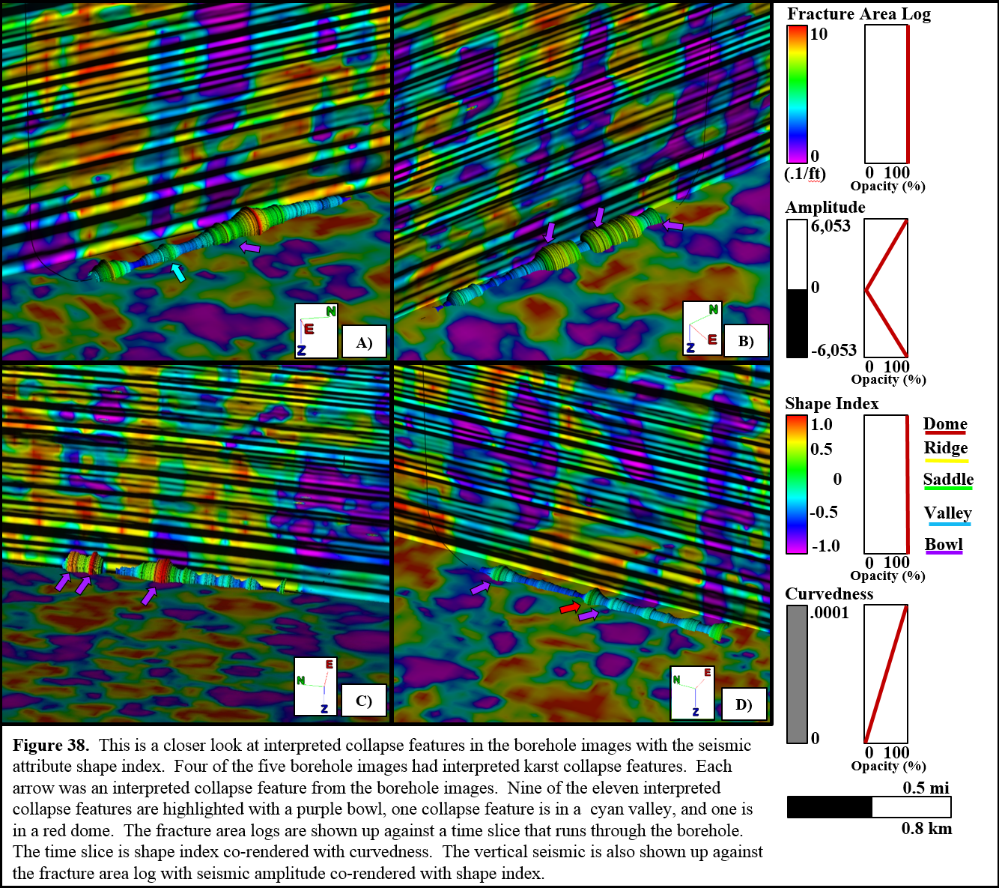 Fracture Area Log
10
0
(.1/ft)
0 100
Opacity (%)
Amplitude
6,053
0
-6,053
0 100
Opacity (%)
Shape Index
1.0
0.5
0
-0.5
-1.0
0 100
Opacity (%)
Dome
Ridge
Saddle
Valley
Bowl
Curvedness
.0001
0
0 100
Opacity (%)
0.5 mi
0.8 km
N
E
Z
A)
N
E
Z
B)
E
N
Z
C)
E
N
Z
D)
Figure 38. This is a closer look at interpreted collapse features in the borehole images with the seismic
attribute shape index. Four of the five borehole images had interpreted karst collapse features. Each
arrow was an interpreted collapse feature from the borehole images. Nine of the eleven interpreted
collapse features are highlighted with a purple bowl, one collapse feature is in a cyan valley, and one is
in a red dome. The fracture area logs are shown up against a time slice that runs through the borehole.
The time slice is shape index co-rendered with curvedness. The vertical seismic is also shown up against
the fracture area log with seismic amplitude co-rendered with shape index.